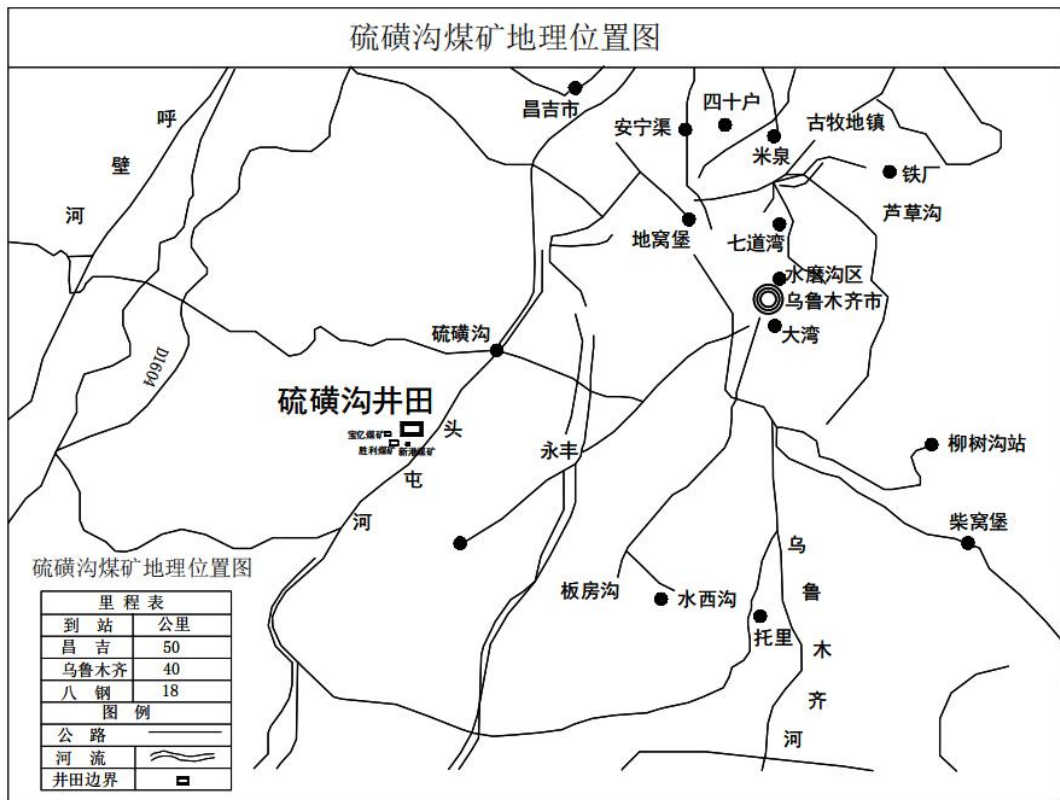 硫磺沟煤矿地理位置图
昌吉市
四十户
安宁渠
古牧地镇
米泉
铁厂
芦草沟
地窝堡
七道湾
水磨沟区
乌鲁木齐市
大湾
呼
壁
河
D1604
硫磺沟
硫磺沟井田
宝亿煤矿
胜利煤矿
新港煤矿
头
屯
河
永丰
柳树沟站
柴窝堡
板房沟
水西沟
托里
乌
鲁
木
齐
河
硫磺沟煤矿地理位置图
里程表
到站 公里
昌吉 50
乌鲁木齐 40
八钢 18
图例
公路
河流
井田边界